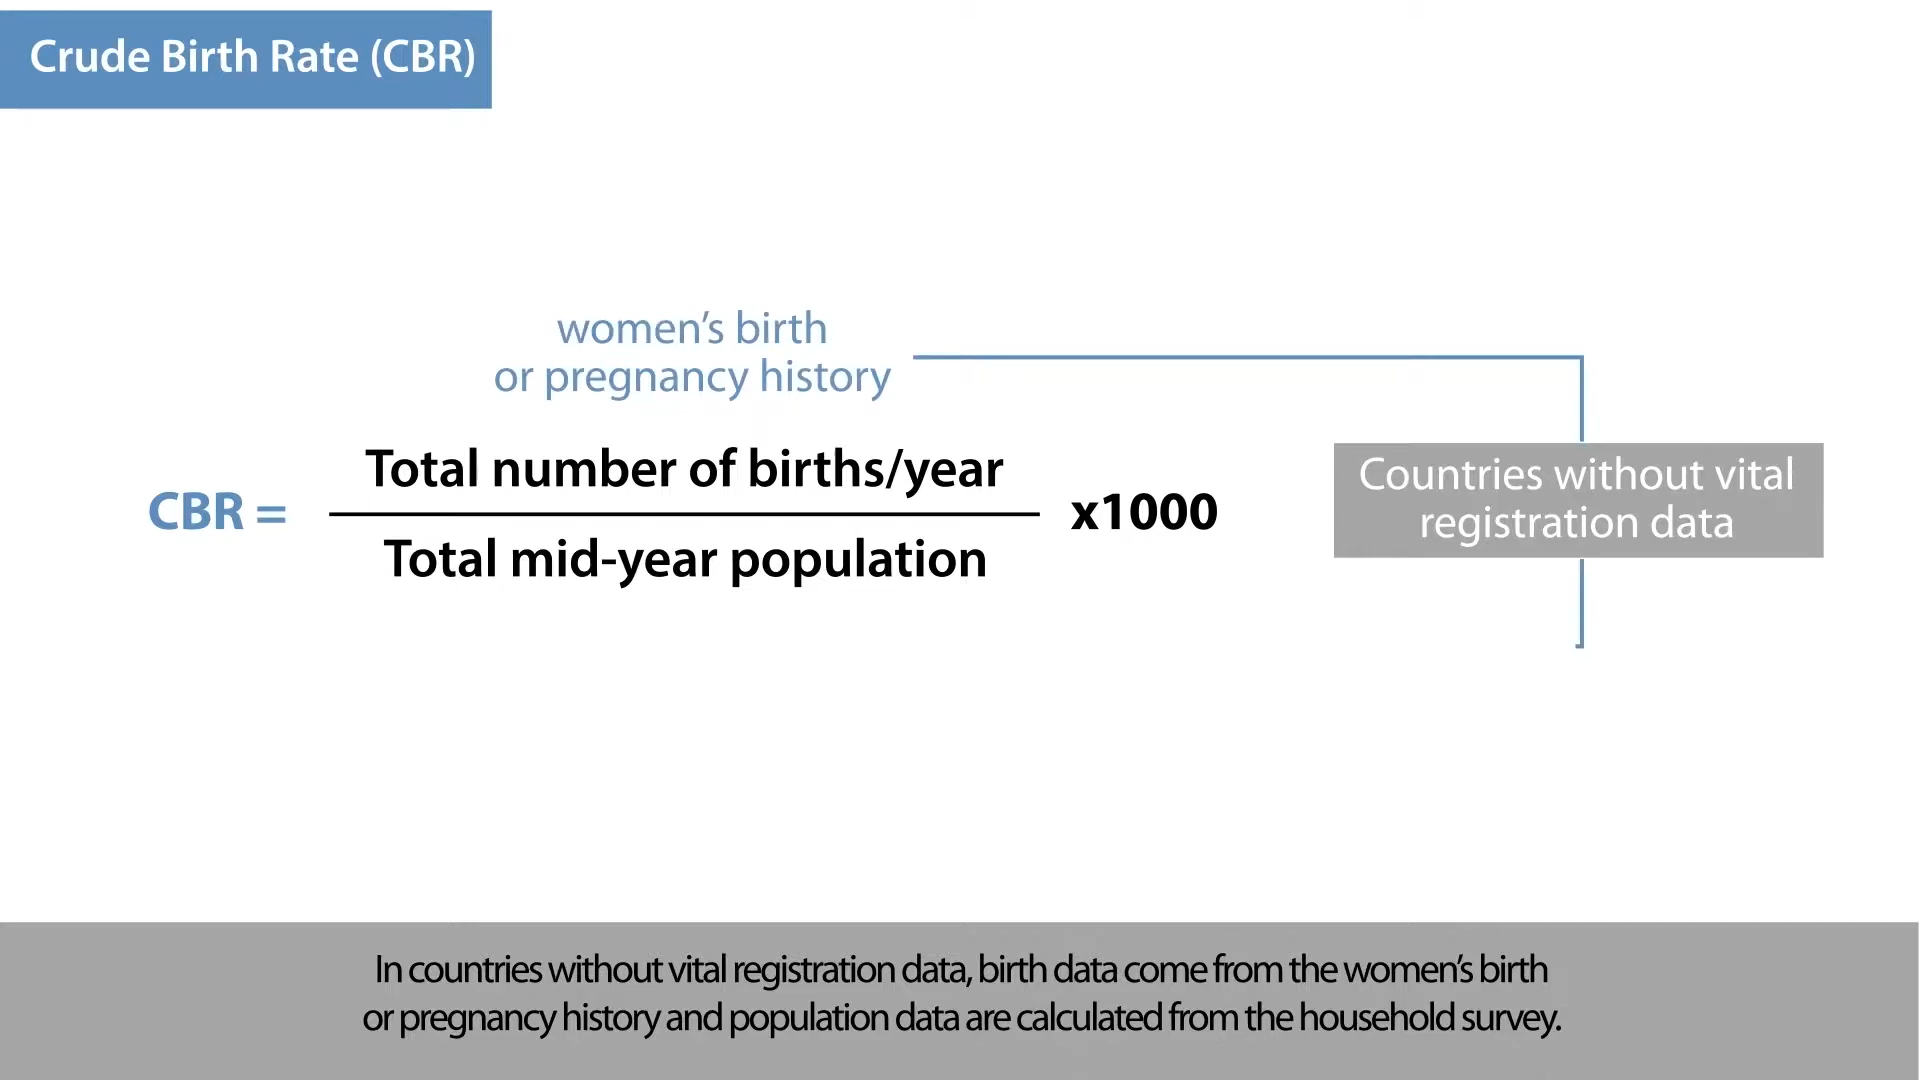 Crude Birth Rate (CBR)
women’s birth
or pregnancy history
Total number of births/year
CBR =
x1000
Total mid-year population
Countries without vital
registration data
In countries without vital registration data, birth data come from the women’s birth
or pregnancy history and population data are calculated from the household survey.